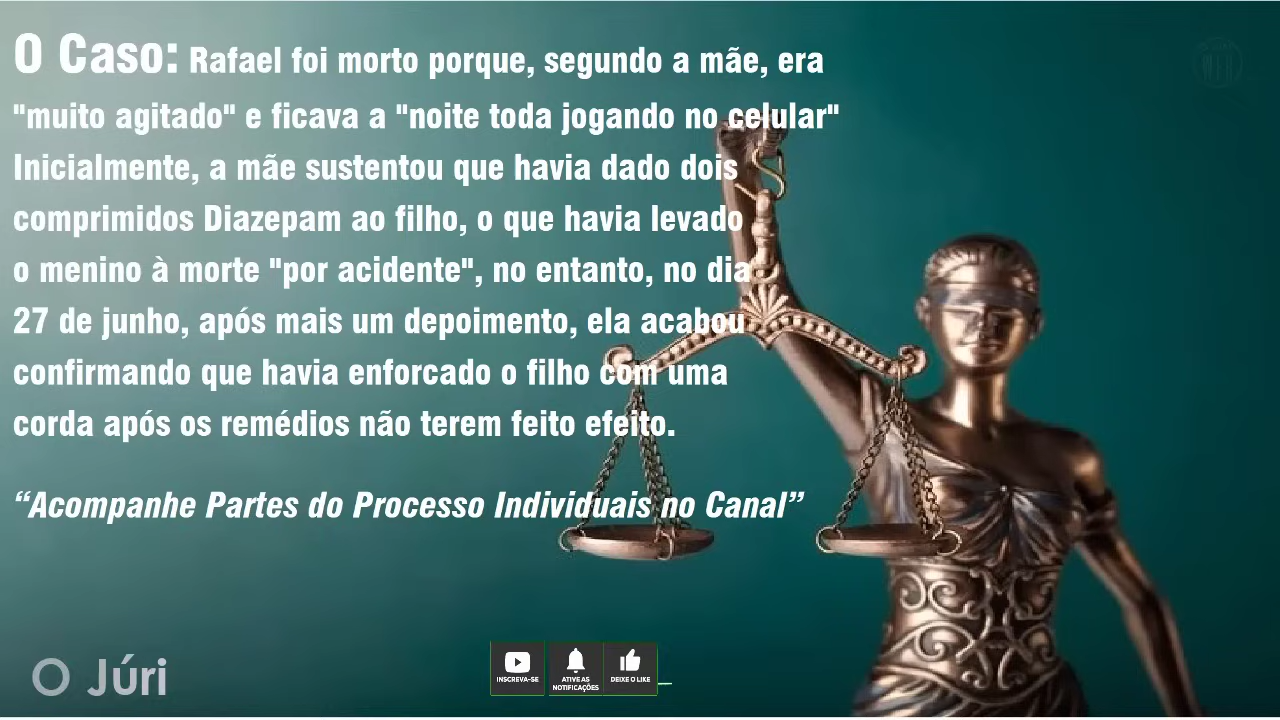 O Caso: Rafael foi morto porque, segundo a mãe, era
"muito agitado" e ficava a "noite toda jogando no celular"
Inicialmente, a mãe sustentou que havia dado dois
comprimidos Diazepam ao filho, o que havia levado
o menino à morte "por acidente", no entanto, no dia
27 de junho, após mais um depoimento, ela acabou
confirmando que havia enforcado o filho com uma
corda após os remédios não terem feito efeito.
“Acompanhe Partes do Processo Individuais no Canal”
O Júri
INSCREVA-SE
ATIVE AS
NOTIFICAÇÕES
DEIXE O LIKE